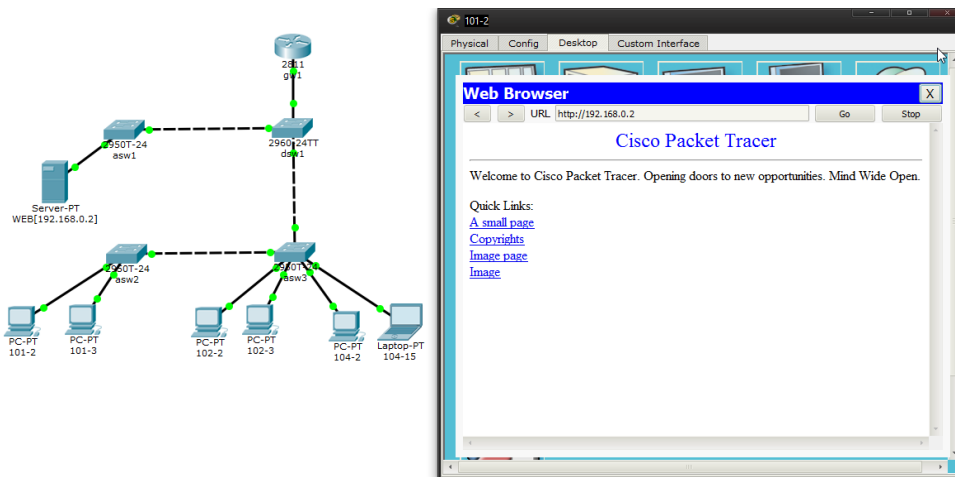 2811
gw1
2950T-24
asw1
2960-24TT
dsw1
Server-PT
WEB[192.168.0.2]
2950T-24
asw2
2950T-24
asw3
PC-PT
101-2
PC-PT
101-3
PC-PT
102-2
PC-PT
102-3
PC-PT
104-2
Laptop-PT
104-15
101-2
Physical Config Desktop Custom Interface
Web Browser X
< > URL http://192.168.0.2 Go Stop
Cisco Packet Tracer
Welcome to Cisco Packet Tracer. Opening doors to new opportunities. Mind Wide Open.
Quick Links:
A small page
Copyrights
Image page
Image